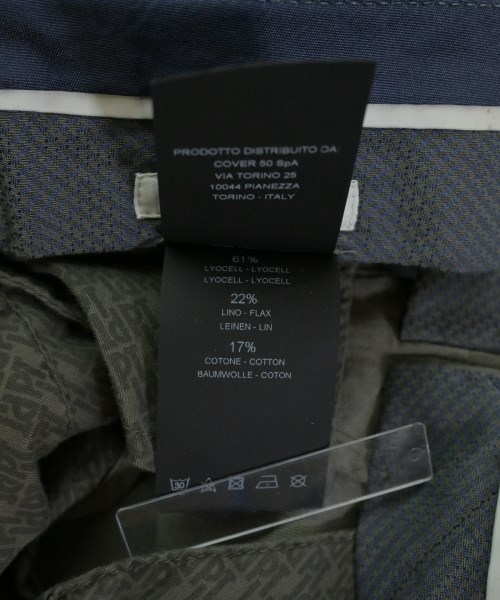 PRODOTTO DISTRIBUITO DA:
COVER 50 SpA
VIA TORINO 25
10044 PIANEZZA
TORINO - ITALY
61%
LYOCELL - LYOCELL
LYOCELL - LYOCELL
22%
LINO - FLAX
LEINEN - LIN
17%
COTONE - COTTON
BAUMWOLLE - COTON
30